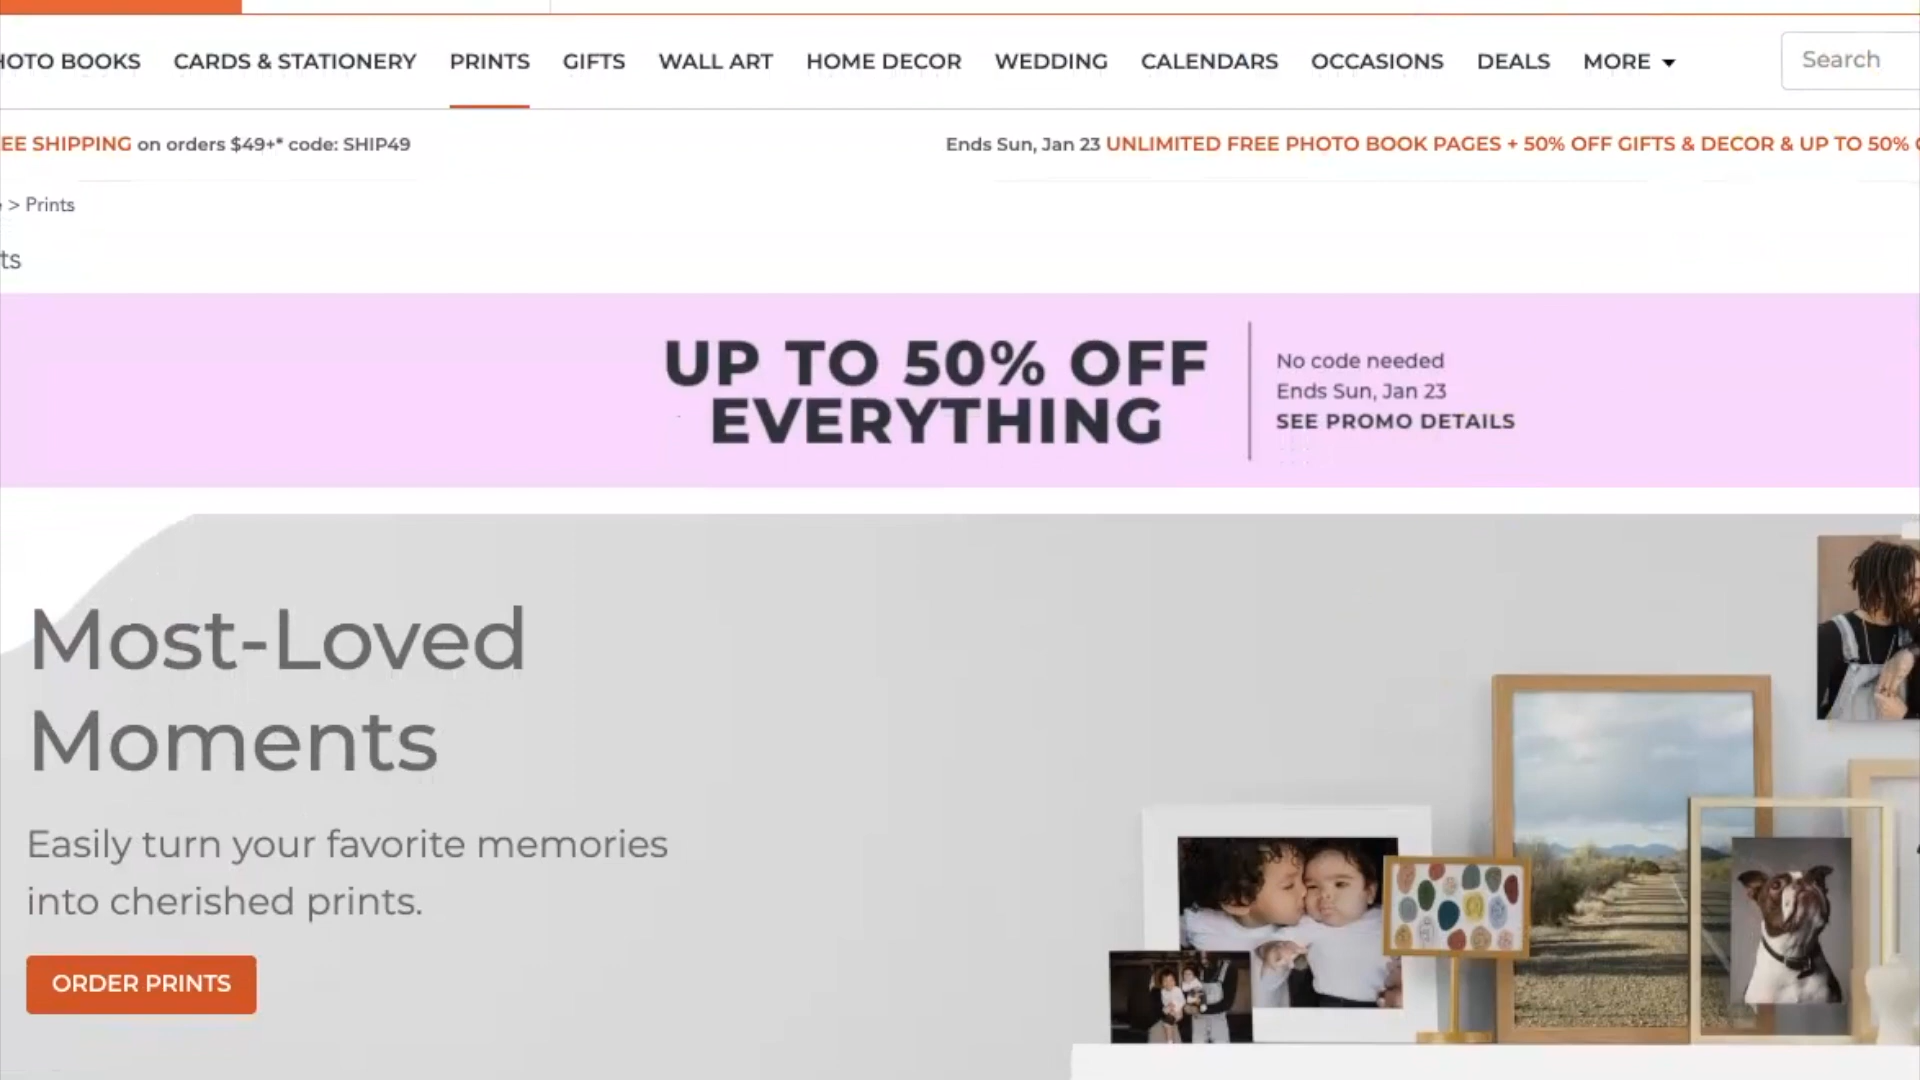 HOTO BOOKS CARDS & STATIONERY PRINTS GIFTS WALL ART HOME DECOR WEDDING CALENDARS OCCASIONS DEALS MORE Search
EE SHIPPING on orders $49+* code: SHIP49
Ends Sun, Jan 23 UNLIMITED FREE PHOTO BOOK PAGES + 50% OFF GIFTS & DECOR & UP TO 50%
> Prints
ts
UP TO 50% OFF
EVERYTHING
No code needed
Ends Sun, Jan 23
SEE PROMO DETAILS
Most-Loved
Moments
Easily turn your favorite memories
into cherished prints.
ORDER PRINTS